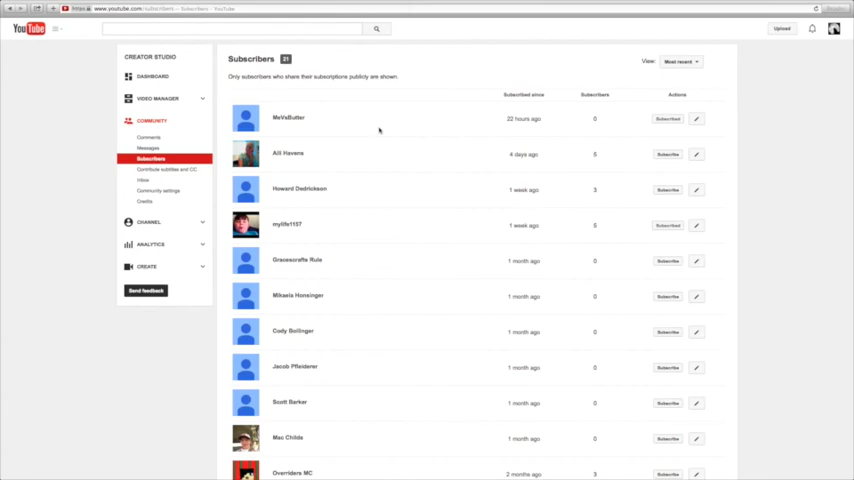 https://www.youtube.com/subscribers — Subscribers - YouTube
Reader
YouTube
Upload
CREATOR STUDIO
DASHBOARD
VIDEO MANAGER
COMMUNITY
Comments
Messages
Subscribers
Contribute subtitles and CC
Inbox
Community settings
Credits
CHANNEL
ANALYTICS
CREATE
Send feedback
Subscribers 21
View: Most recent
Only subscribers who share their subscriptions publicly are shown.
Subscribed since Subscribers Actions
MeVsButter 22 hours ago 0 Subscribed
Aili Havens 4 days ago 5 Subscribe
Howard Dedrickson 1 week ago 3 Subscribe
mylife1157 1 week ago 5 Subscribed
Gracescrafts Rule 1 month ago 0 Subscribe
Mikaela Honsinger 1 month ago 0 Subscribe
Cody Bollinger 1 month ago 0 Subscribe
Jacob Pfleiderer 1 month ago 0 Subscribe
Scott Barker 1 month ago 0 Subscribe
Mac Childs 1 month ago 0 Subscribe
Overriders MC 2 months ago 3 Subscribe